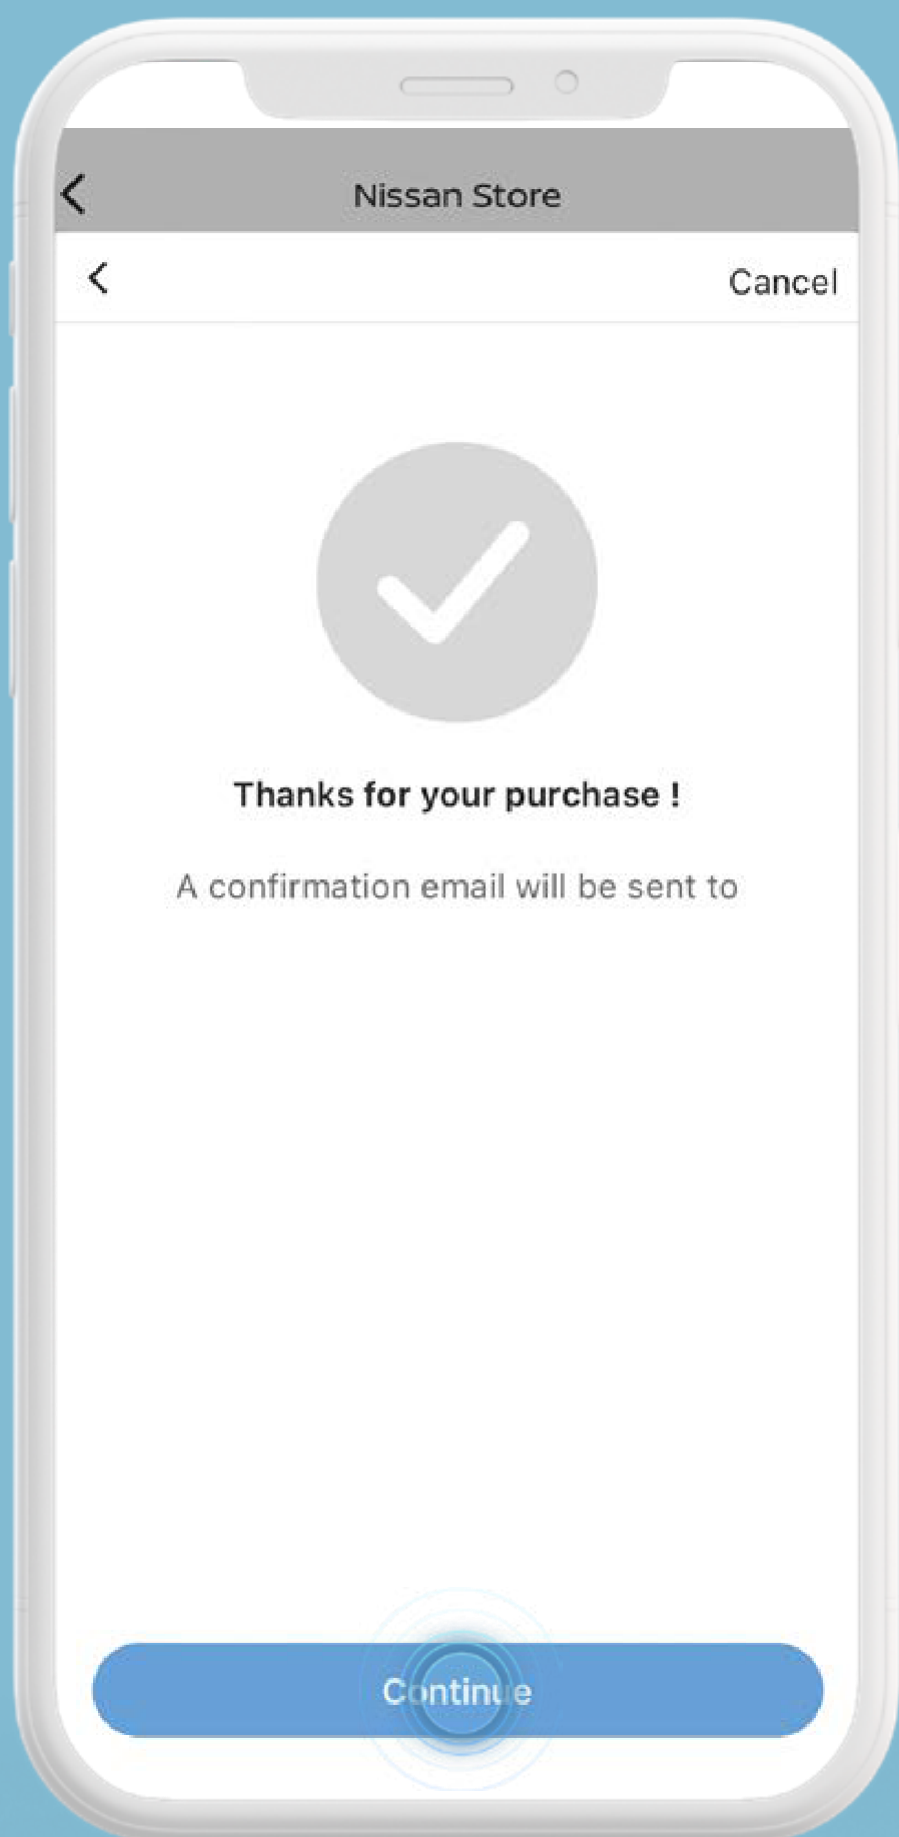 Nissan Store
Cancel
Thanks for your purchase !
A confirmation email will be sent to
Continue